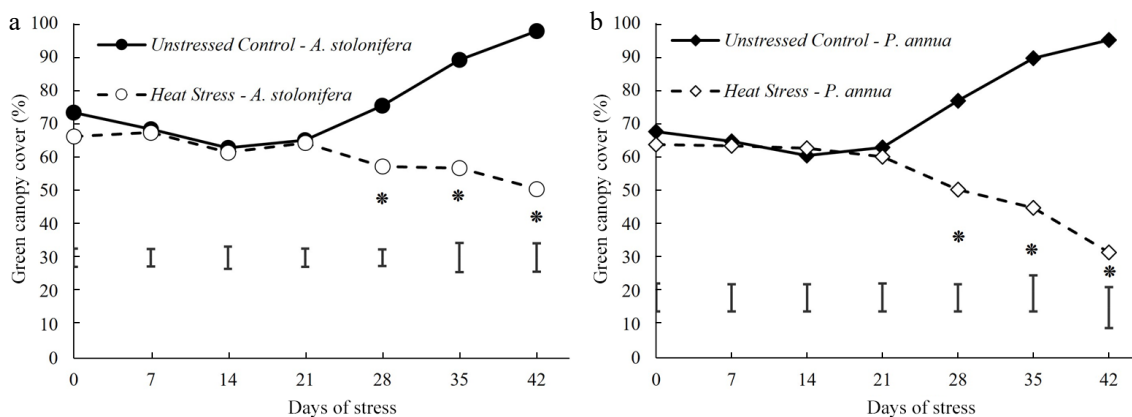 a
100
90
80
70
60
50
40
30
20
10
0
Green canopy cover (%)
Unstressed Control - A. stolonifera
Heat Stress - A. stolonifera
*
*
*
0 7 14 21 28 35 42
Days of stress
b
100
90
80
70
60
50
40
30
20
10
0
Green canopy cover (%)
Unstressed Control - P. annua
Heat Stress - P. annua
*
*
*
0 7 14 21 28 35 42
Days of stress